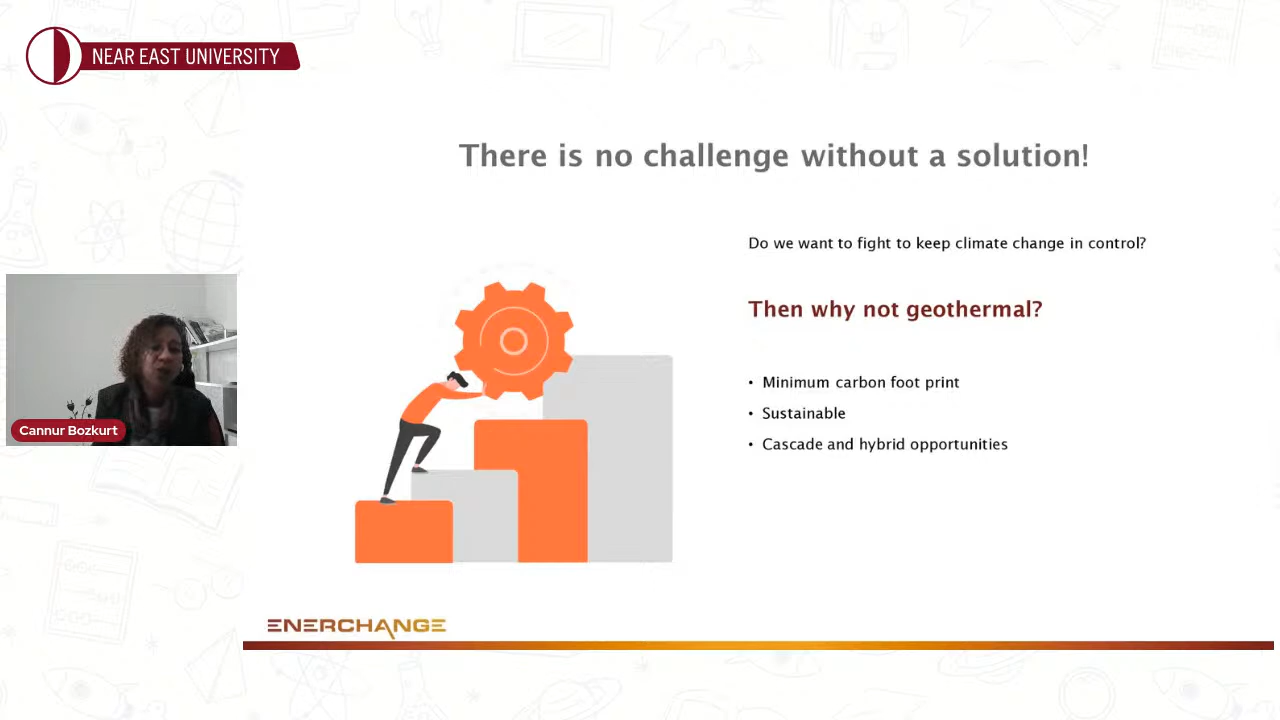 NEAR EAST UNIVERSITY
There is no challenge without a solution!
Do we want to fight to keep climate change in control?
Then why not geothermal?
• Minimum carbon foot print
• Sustainable
• Cascade and hybrid opportunities
Cannur Bozkurt
ENERCHANGE